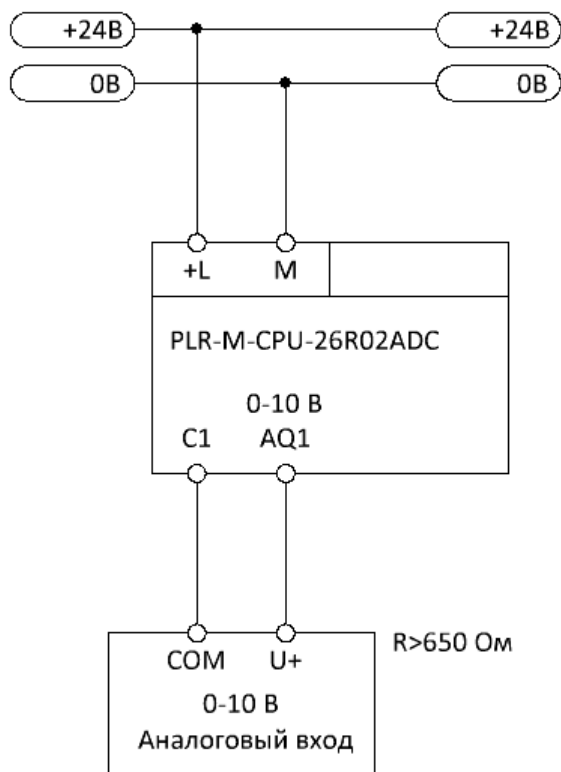 +24В +24В
0В 0В
+L M
PLR-M-CPU-26R02ADC
0-10 В
C1 AQ1
R>650 Ом
COM U+
0-10 В
Аналоговый вход